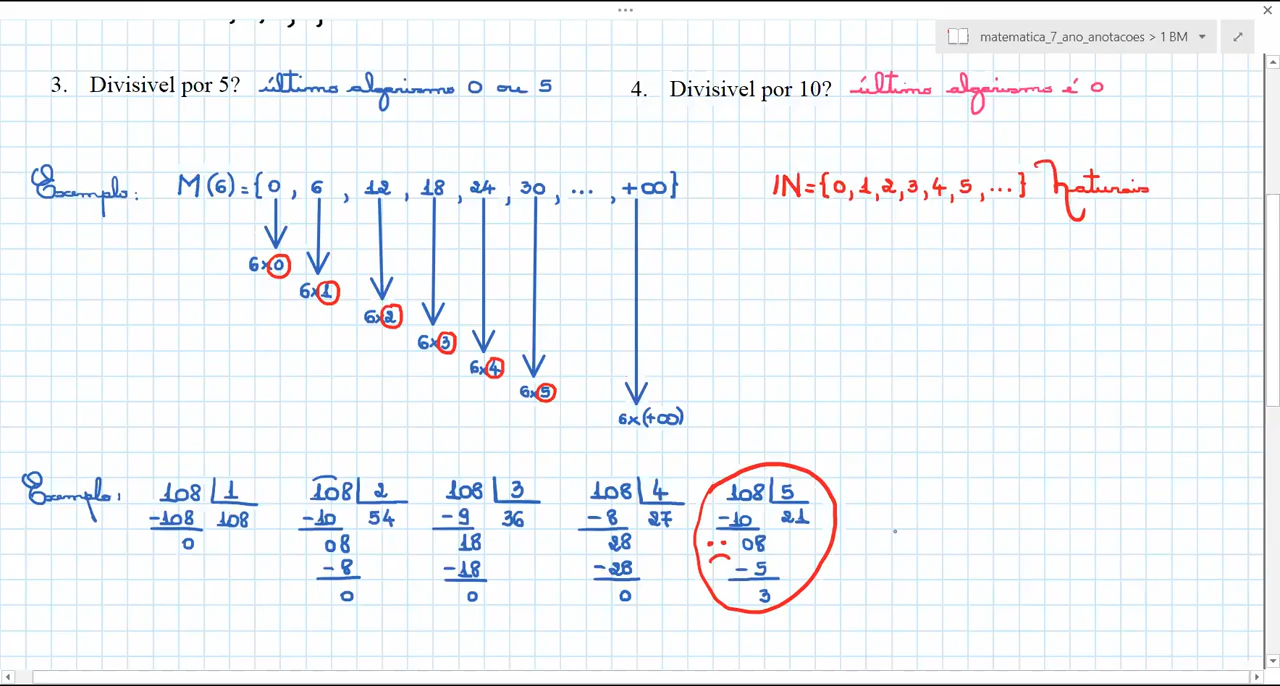 matematica_7_ano_anotacoes > 1 BM
3. Divisivel por 5? último algarismo 0 ou 5
4. Divisivel por 10? último algarismo é 0
Exemplo: M(6)={0, 6, 12, 18, 24, 30, ..., +∞}
IN={0,1,2,3,4,5,...} Naturais
6x0
6x1
6x2
6x3
6x4
6x5
6x(+∞)
Exemplo:
108 1
-108 108
0
108 2
-10 54
08
-8
0
108 3
-9 36
18
-18
0
108 4
-8 27
28
-28
0
108 5
-10 21
08
-5
3